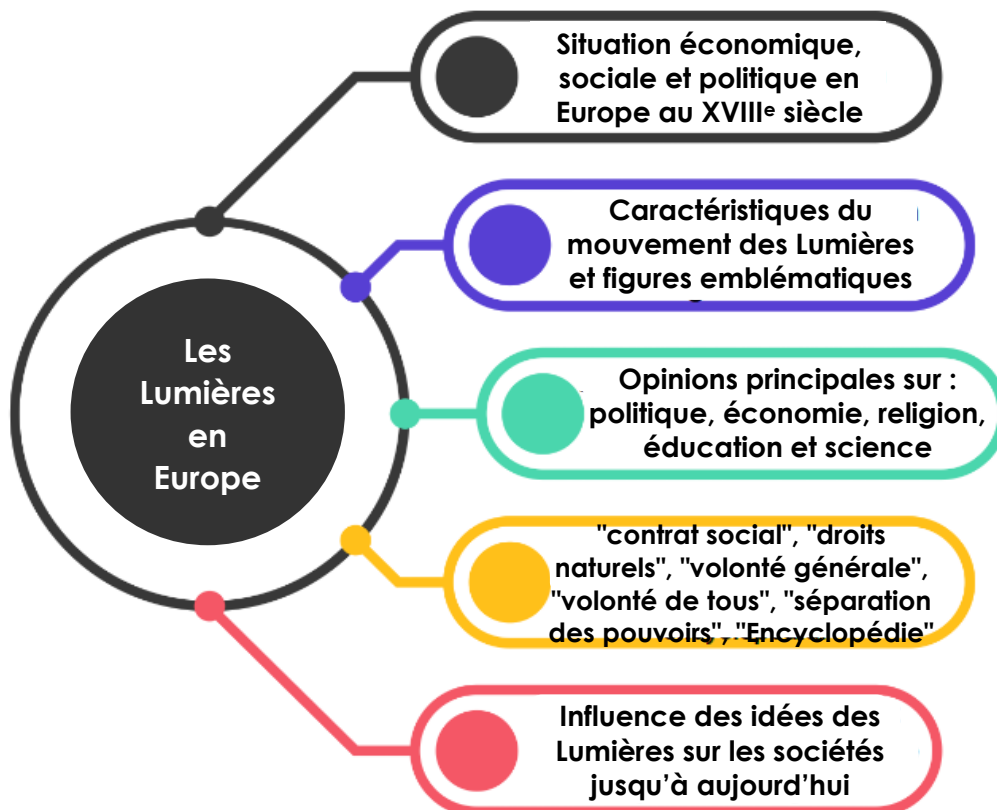 Situation économique,
sociale et politique en
Europe au XVIIIe siècle
Caractéristiques du
mouvement des Lumières
et figures emblématiques
Les
Lumières
en
Europe
Opinions principales sur :
politique, économie, religion,
éducation et science
"contrat social", "droits
naturels", "volonté générale",
"volonté de tous", "séparation
des pouvoirs", "Encyclopédie"
Influence des idées des
Lumières sur les sociétés
jusqu’à aujourd’hui